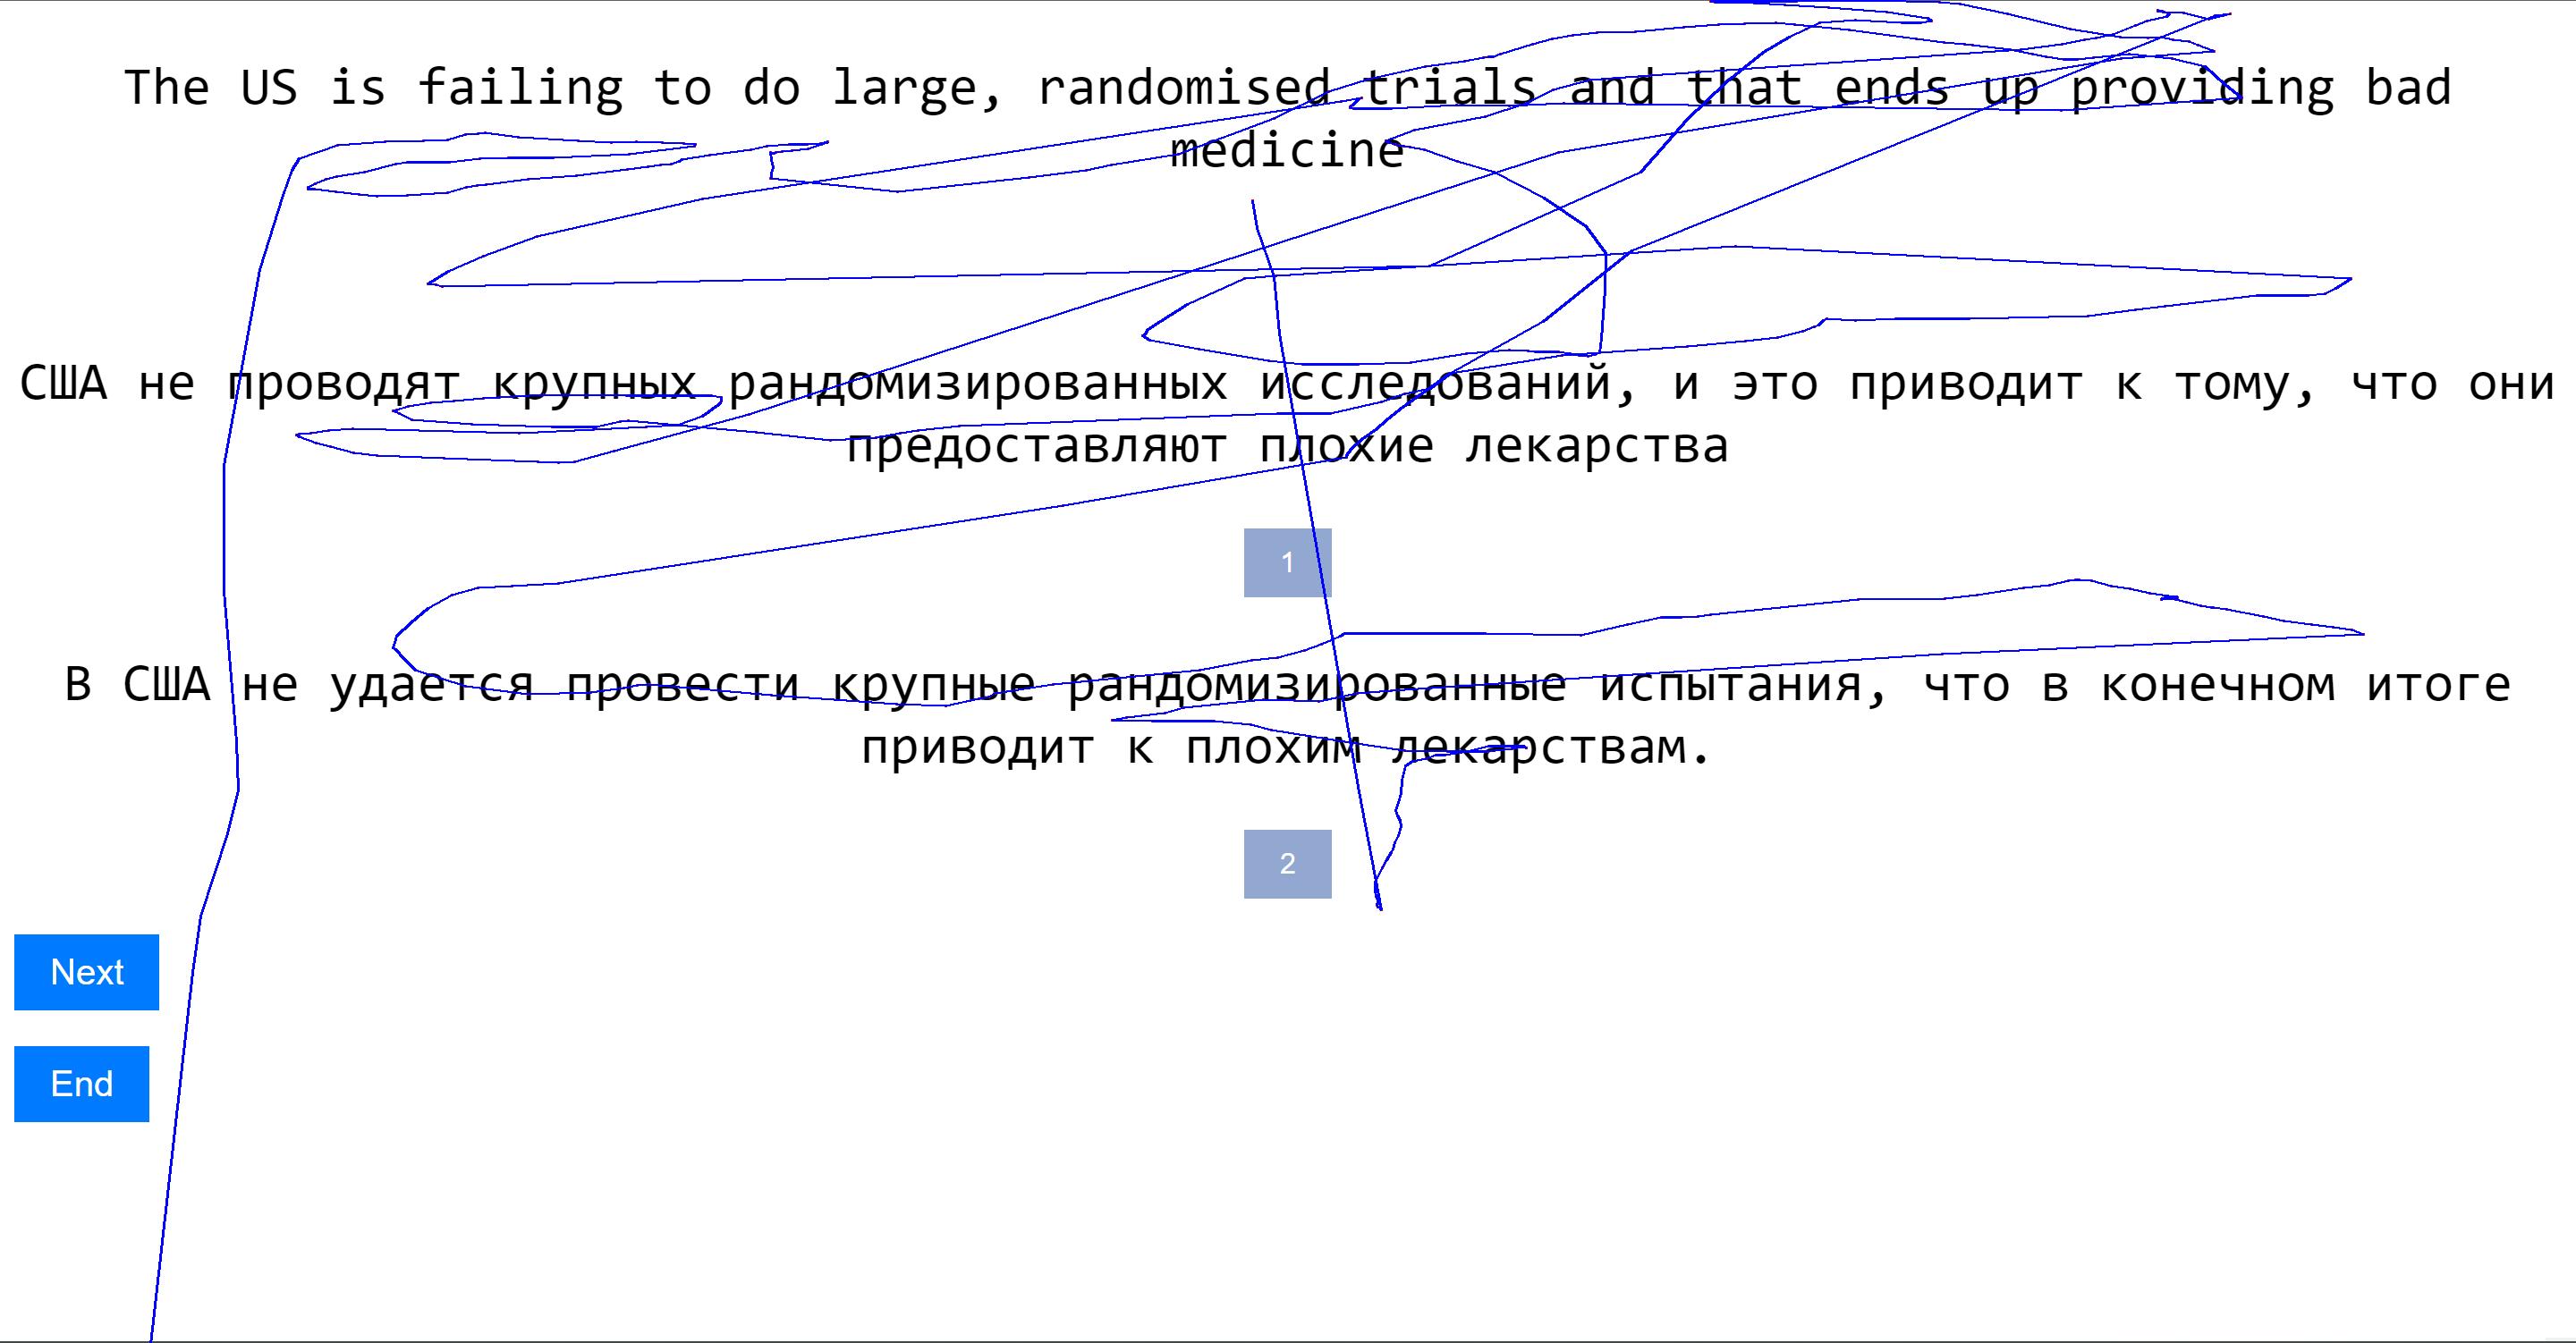 The US is failing to do large, randomised trials and that ends up providing bad
medicine
США не проводят крупных рандомизированных исследований, и это приводит к тому, что они
предоставляют плохие лекарства
1
В США не удается провести крупные рандомизированные испытания, что в конечном итоге
приводит к плохим лекарствам.
2
Next
End